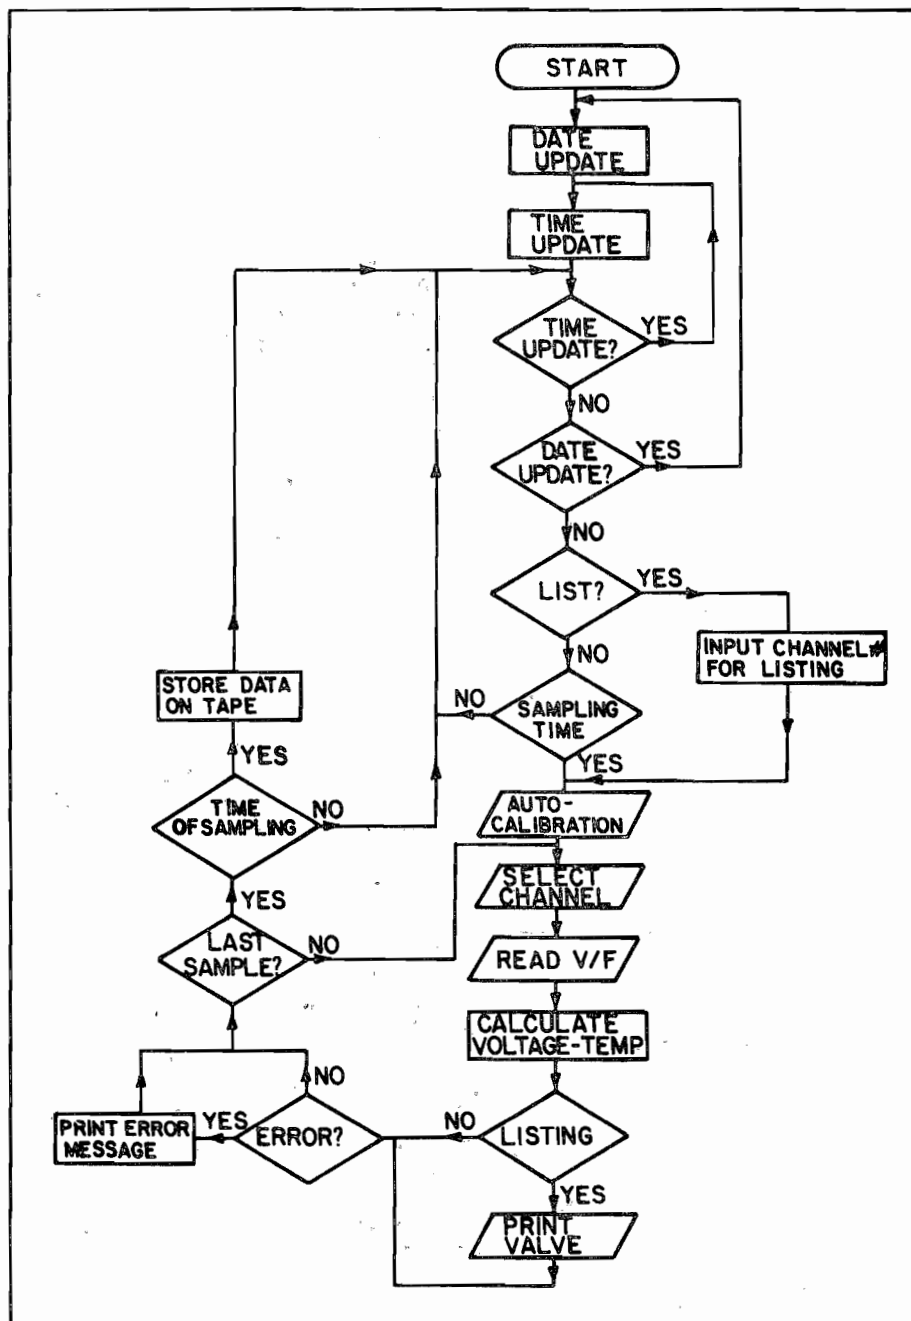 START
DATE
UPDATE
TIME
UPDATE
TIME
UPDATE?
YES
NO
DATE
UPDATE?
YES
NO
LIST?
YES
NO
INPUT CHANNEL#
FOR LISTING
SAMPLING
TIME
NO
YES
AUTO-
CALIBRATION
SELECT
CHANNEL
READ V/F
CALCULATE
VOLTAGE-TEMP
LISTING
NO
YES
PRINT
VALVE
ERROR?
YES
NO
PRINT ERROR
MESSAGE
LAST
SAMPLE?
NO
YES
TIME
OF SAMPLING
NO
YES
STORE DATA
ON TAPE